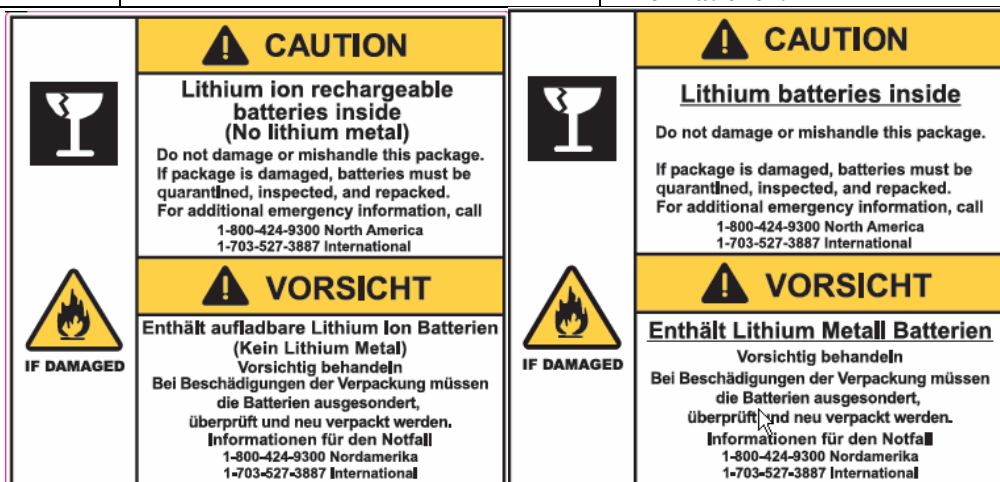 CAUTION
Lithium ion rechargeable
batteries inside
(No lithium metal)
Do not damage or mishandle this package.
If package is damaged, batteries must be
quarantined, inspected, and repacked.
For additional emergency information, call
1-800-424-9300 North America
1-703-527-3887 International
IF DAMAGED
VORSICHT
Enthält aufladbare Lithium Ion Batterien
(Kein Lithium Metal)
Vorsichtig behandeln
Bei Beschädigungen der Verpackung müssen
die Batterien ausgesondert,
überprüft und neu verpackt werden.
Informationen für den Notfall
1-800-424-9300 Nordamerika
1-703-527-3887 International
CAUTION
Lithium batteries inside
Do not damage or mishandle this package.
If package is damaged, batteries must be
quarantined, inspected, and repacked.
For additional emergency information, call
1-800-424-9300 North America
1-703-527-3887 International
IF DAMAGED
VORSICHT
Enthält Lithium Metall Batterien
Vorsichtig behandeln
Bei Beschädigungen der Verpackung müssen
die Batterien ausgesondert,
überprüft und neu verpackt werden.
Informationen für den Notfall
1-800-424-9300 Nordamerika
1-703-527-3887 International